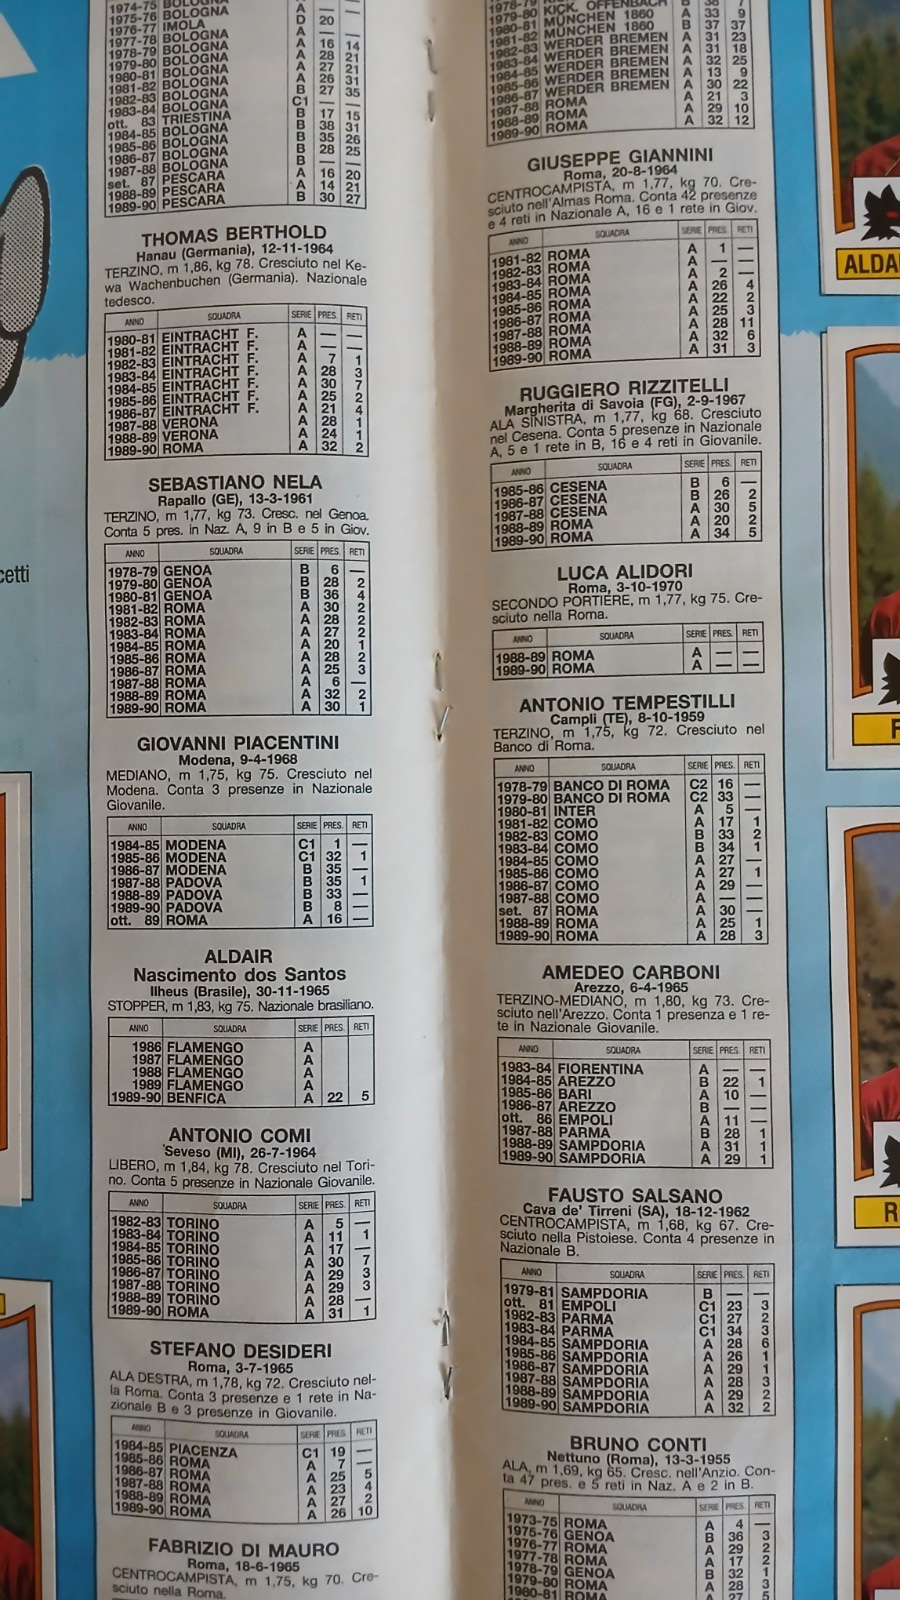 1974-75 BOLOGNA A — —
1975-76 BOLOGNA A
1976-77 IMOLA D 20
1977-78 BOLOGNA A —
1978-79 BOLOGNA A 16 14
1979-80 BOLOGNA A 28 21
1980-81 BOLOGNA A 27 21
1981-82 BOLOGNA A 26 31
1982-83 BOLOGNA B 27 35
1983-84 BOLOGNA C1 — —
ott. 83 TRIESTINA B 17 15
1984-85 BOLOGNA B 38 31
1985-86 BOLOGNA B 35 26
1986-87 BOLOGNA B 28 25
1987-88 BOLOGNA B — —
set. 87 PESCARA A 16 20
1988-89 PESCARA A 14 21
1989-90 PESCARA B 30 27
THOMAS BERTHOLD
Hanau (Germania), 12-11-1964
TERZINO, m 1,86, kg 78. Cresciuto nel Ke-
wa Wachenbuchen (Germania). Nazionale
tedesco.
ANNO SQUADRA SERIE PRES. RETI
1980-81 EINTRACHT F. A — —
1981-82 EINTRACHT F. A — —
1982-83 EINTRACHT F. A 7 1
1983-84 EINTRACHT F. A 28 3
1984-85 EINTRACHT F. A 30 7
1985-86 EINTRACHT F. A 25 2
1986-87 EINTRACHT F. A 21 4
1987-88 VERONA A 28 1
1988-89 VERONA A 24 1
1989-90 ROMA A 32 2
SEBASTIANO NELA
Rapallo (GE), 13-3-1961
TERZINO, m 1,77, kg 73. Cresc. nel Genoa.
Conta 5 pres. in Naz. A, 9 in B e 5 in Giov.
ANNO SQUADRA SERIE PRES. RETI
1978-79 GENOA B 6 —
1979-80 GENOA B 28 2
1980-81 GENOA B 36 4
1981-82 ROMA A 30 2
1982-83 ROMA A 28 2
1983-84 ROMA A 27 2
1984-85 ROMA A 20 1
1985-86 ROMA A 28 2
1986-87 ROMA A 25 3
1987-88 ROMA A 6 —
1988-89 ROMA A 32 2
1989-90 ROMA A 30 1
GIOVANNI PIACENTINI
Modena, 9-4-1968
MEDIANO, m 1,75, kg 75. Cresciuto nel
Modena. Conta 3 presenze in Nazionale
Giovanile.
ANNO SQUADRA SERIE PRES. RETI
1984-85 MODENA C1 1 —
1985-86 MODENA C1 32 1
1986-87 MODENA B 35 —
1987-88 PADOVA B 35 1
1988-89 PADOVA B 33 —
1989-90 PADOVA B 8 —
ott. 89 ROMA A 16 —
ALDAIR
Nascimento dos Santos
Ilheus (Brasile), 30-11-1965
STOPPER, m 1,83, kg 75. Nazionale brasiliano.
ANNO SQUADRA SERIE PRES. RETI
1986 FLAMENGO A
1987 FLAMENGO A
1988 FLAMENGO A
1989 FLAMENGO A
1989-90 BENFICA A 22 5
ANTONIO COMI
Seveso (MI), 26-7-1964
LIBERO, m 1,84, kg 78. Cresciuto nel Tori-
no. Conta 5 presenze in Nazionale Giovanile.
ANNO SQUADRA SERIE PRES. RETI
1982-83 TORINO A 5 —
1983-84 TORINO A 11 1
1984-85 TORINO A 17 —
1985-86 TORINO A 30 7
1986-87 TORINO A 29 3
1987-88 TORINO A 29 3
1988-89 TORINO A 28 —
1989-90 ROMA A 31 1
STEFANO DESIDERI
Roma, 3-7-1965
ALA DESTRA, m 1,78, kg 72. Cresciuto nel-
la Roma. Conta 3 presenze e 1 rete in Na-
zionale B e 3 presenze in Giovanile.
ANNO SQUADRA SERIE PRES. RETI
1984-85 PIACENZA C1 19 —
1985-86 ROMA A 7 —
1986-87 ROMA A 25 5
1987-88 ROMA A 23 4
1988-89 ROMA A 27 2
1989-90 ROMA A 26 10
FABRIZIO DI MAURO
Roma, 18-6-1965
CENTROCAMPISTA, m 1,75, kg 70. Cre-
sciuto nella Roma.
1978-79 KICK. OFFENBACH B 38 7
1979-80 MÜNCHEN 1860 A 33 9
1980-81 MÜNCHEN 1860 B 37 37
1981-82 WERDER BREMEN A 31 23
1982-83 WERDER BREMEN A 31 18
1983-84 WERDER BREMEN A 32 25
1984-85 WERDER BREMEN A 13 9
1985-86 WERDER BREMEN A 30 22
1986-87 ROMA A 21 3
1987-88 ROMA A 29 10
1988-89 ROMA A 32 12
1989-90 ROMA
GIUSEPPE GIANNINI
Roma, 20-8-1964
CENTROCAMPISTA, m 1,77, kg 70. Cre-
sciuto nell'Almas Roma. Conta 42 presenze
e 4 reti in Nazionale A, 16 e 1 rete in Giov.
ANNO SQUADRA SERIE PRES. RETI
1981-82 ROMA A 1 —
1982-83 ROMA A — —
1983-84 ROMA A 2 —
1984-85 ROMA A 26 4
1985-86 ROMA A 22 2
1986-87 ROMA A 25 3
1987-88 ROMA A 28 11
1988-89 ROMA A 32 6
1989-90 ROMA A 31 3
RUGGIERO RIZZITELLI
Margherita di Savoia (FG), 2-9-1967
ALA SINISTRA, m 1,77, kg 68. Cresciuto
nel Cesena. Conta 5 presenze in Nazionale
A, 5 e 1 rete in B, 16 e 4 reti in Giovanile.
ANNO SQUADRA SERIE PRES. RETI
1985-86 CESENA B 6 —
1986-87 CESENA B 26 2
1987-88 CESENA A 30 5
1988-89 ROMA A 20 2
1989-90 ROMA A 34 5
LUCA ALIDORI
Roma, 3-10-1970
SECONDO PORTIERE, m 1,77, kg 75. Cre-
sciuto nella Roma.
ANNO SQUADRA SERIE PRES. RETI
1988-89 ROMA A — —
1989-90 ROMA A — —
ANTONIO TEMPESTILLI
Campli (TE), 8-10-1959
TERZINO, m 1,75, kg 72. Cresciuto nel
Banco di Roma.
ANNO SQUADRA SERIE PRES. RETI
1978-79 BANCO DI ROMA C2 16 —
1979-80 BANCO DI ROMA C2 33 —
1980-81 INTER A 5 —
1981-82 COMO A 17 1
1982-83 COMO B 33 2
1983-84 COMO B 34 1
1984-85 COMO A 27 —
1985-86 COMO A 27 1
1986-87 COMO A 29 —
1987-88 COMO A — —
set. 87 ROMA A 30 —
1988-89 ROMA A 25 1
1989-90 ROMA A 28 3
AMEDEO CARBONI
Arezzo, 6-4-1965
TERZINO-MEDIANO, m 1,80, kg 73. Cre-
sciuto nell'Arezzo. Conta 1 presenza e 1 re-
te in Nazionale Giovanile.
ANNO SQUADRA SERIE PRES. RETI
1983-84 FIORENTINA A — —
1984-85 AREZZO B 22 1
1985-86 BARI A 10 —
1986-87 AREZZO B — —
ott. 86 EMPOLI A 11 —
1987-88 PARMA B 28 1
1988-89 SAMPDORIA A 31 1
1989-90 SAMPDORIA A 29 1
FAUSTO SALSANO
Cava de' Tirreni (SA), 18-12-1962
CENTROCAMPISTA, m 1,68, kg 67. Cre-
sciuto nella Pistoiese. Conta 4 presenze in
Nazionale B.
ANNO SQUADRA SERIE PRES. RETI
1979-81 SAMPDORIA B — —
ott. 81 EMPOLI C1 23 3
1982-83 PARMA C1 27 2
1983-84 PARMA C1 34 3
1984-85 SAMPDORIA A 28 6
1985-86 SAMPDORIA A 26 1
1986-87 SAMPDORIA A 29 1
1987-88 SAMPDORIA A 28 3
1988-89 SAMPDORIA A 29 2
1989-90 SAMPDORIA A 32 2
BRUNO CONTI
Nettuno (Roma), 13-3-1955
ALA, m 1,69, kg 65. Cresc. nell'Anzio. Con-
ta 47 pres. e 5 reti in Naz. A e 2 in B.
ANNO SQUADRA SERIE PRES. RETI
1973-75 ROMA A 4 —
1975-76 GENOA B 36 3
1976-77 ROMA A 29 2
1977-78 ROMA A 17 2
1978-79 GENOA B 32 1
1979-80 ROMA A 28 3
1980-81 ROMA A 27 5
cetti
ALDA
F
R